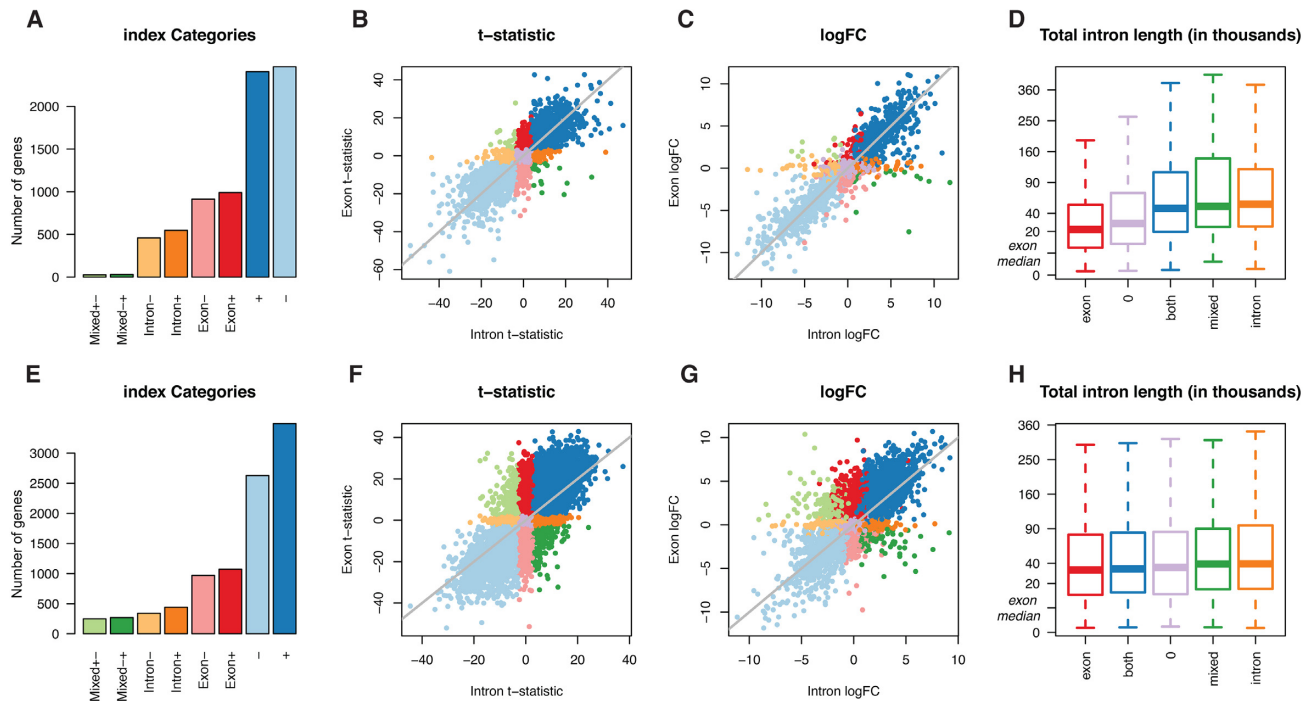 A
index Categories
Number of genes
2000
1500
1000
500
0
Mixed+−
Mixed−+
Intron−
Intron+
Exon−
Exon+
+
−
B
t−statistic
Exon t−statistic
40
20
0
−20
−40
−60
−40 −20 0 20 40
Intron t−statistic
C
logFC
Exon logFC
10
5
0
−5
−10
−10 −5 0 5 10
Intron logFC
D
Total intron length (in thousands)
360
250
160
90
40
20
exon
median
0
exon
0
both
mixed
intron
E
index Categories
Number of genes
3000
2500
2000
1500
1000
500
0
Mixed+−
Mixed−+
Intron−
Intron+
Exon−
Exon+
−
+
F
t−statistic
Exon t−statistic
40
20
0
−20
−40
−40 −20 0 20 40
Intron t−statistic
G
logFC
Exon logFC
10
5
0
−5
−10
−10 −5 0 5 10
Intron logFC
H
Total intron length (in thousands)
360
250
160
90
40
20
exon
median
0
exon
both
0
mixed
intron